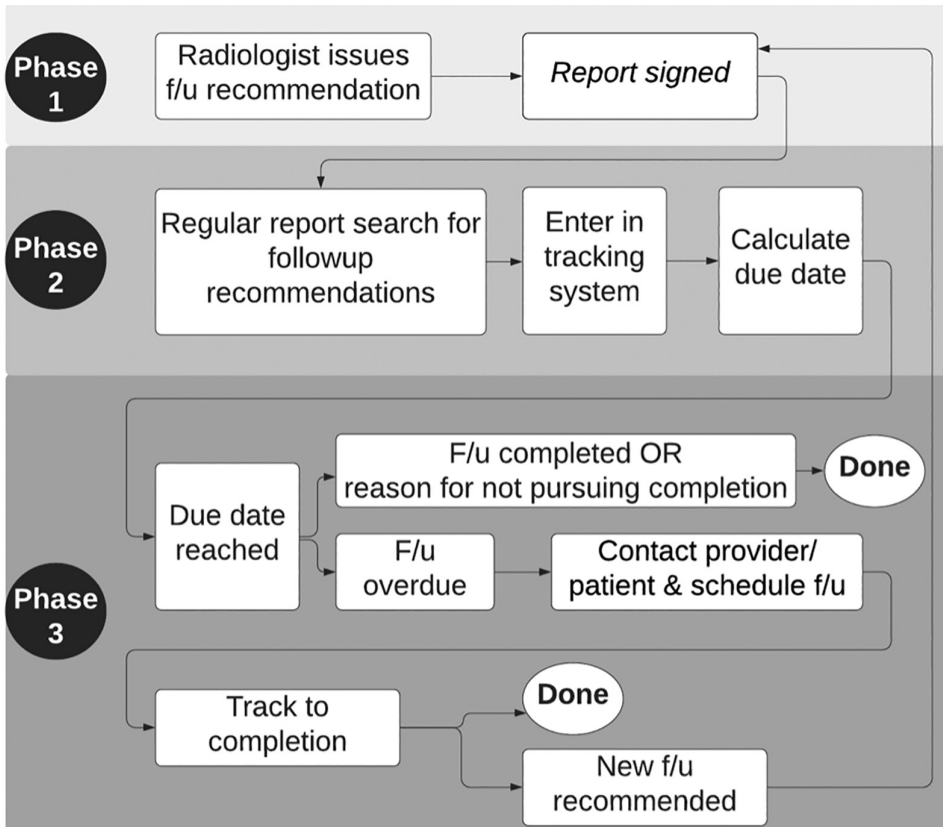 Phase
1
Radiologist issues
f/u recommendation
Report signed
Phase
2
Regular report search for
followup
recommendations
Enter in
tracking
system
Calculate
due date
Phase
3
Due date
reached
F/u completed OR
reason for not pursuing completion
Done
F/u
overdue
Contact provider/
patient & schedule f/u
Track to
completion
Done
New f/u
recommended